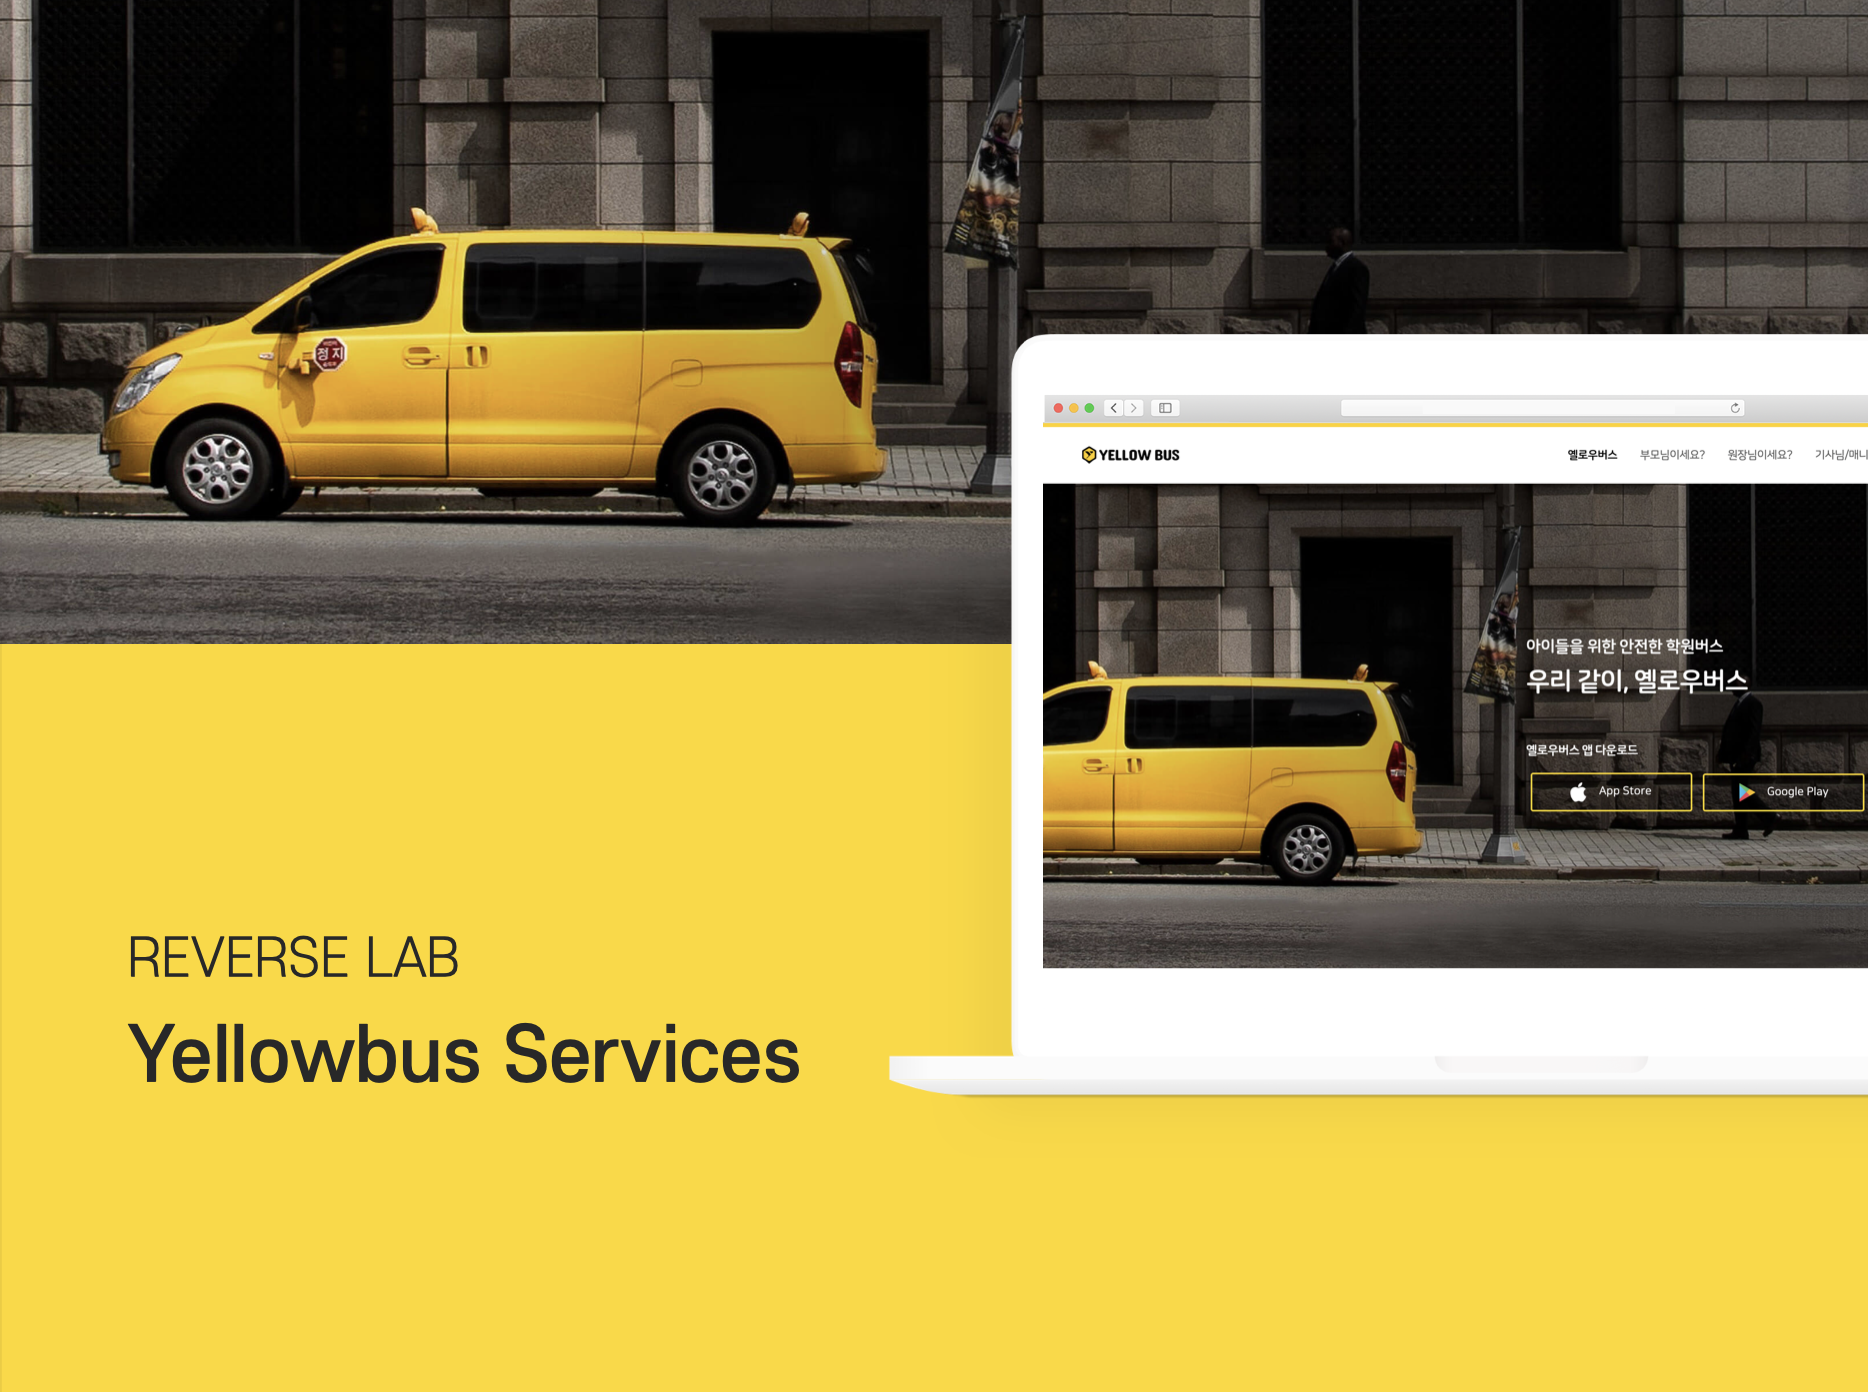 정지
YELLOW BUS
옐로우버스 부모님이세요? 원장님이세요? 기사님/매니
아이들을 위한 안전한 학원버스
우리 같이, 옐로우버스
옐로우버스 앱 다운로드
App Store Google Play
REVERSE LAB
Yellowbus Services